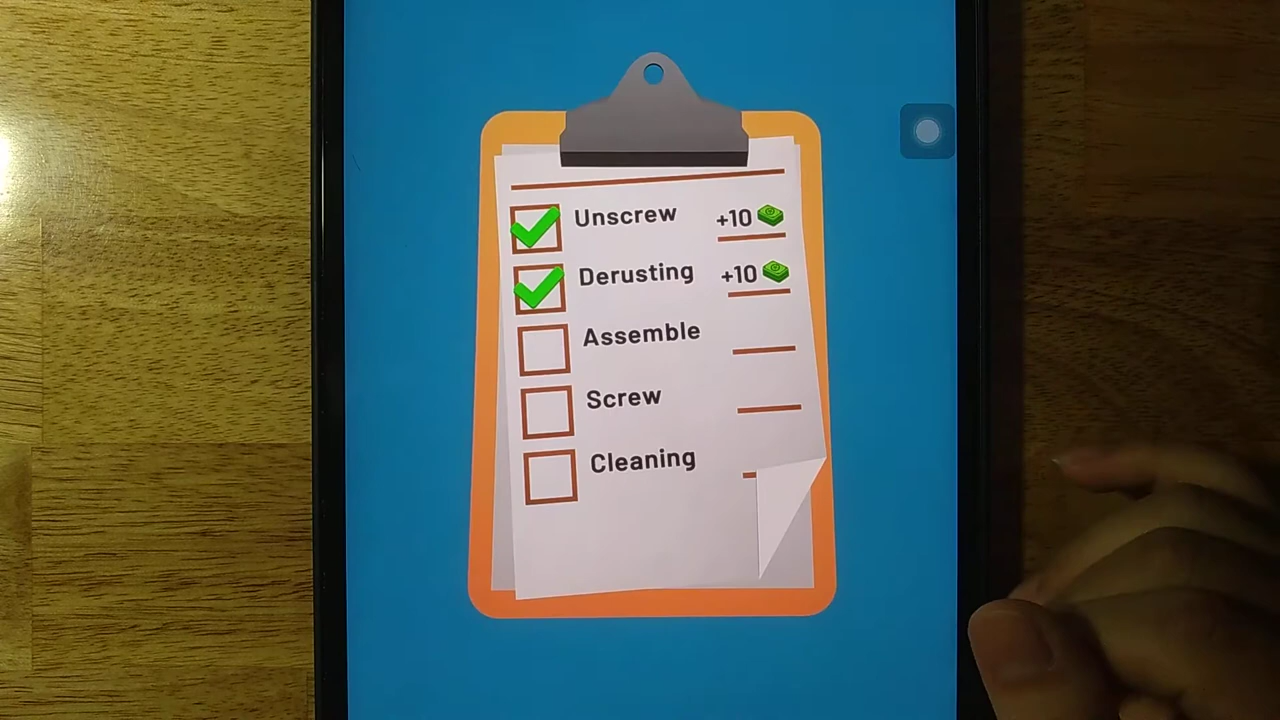 Unscrew +10
Derusting +10
Assemble
Screw
Cleaning